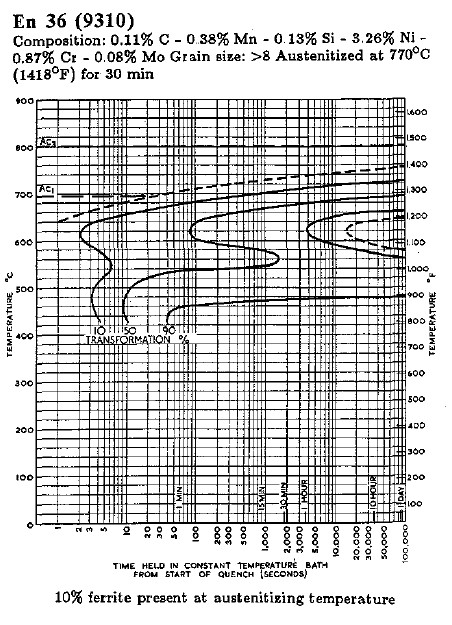 En 36 (9310)
Composition: 0.11% C - 0.38% Mn - 0.13% Si - 3.26% Ni -
0.87% Cr - 0.08% Mo Grain size: >8 Austenitized at 770°C
(1418°F) for 30 min
900
800
700
600
500
400
300
200
100
0
TEMPERATURE °C
AC3
AC1
10 50 90
TRANSFORMATION %
1,600
1,500
1,400
1,300
1,200
1,100
1,000
900
800
700
600
500
400
300
200
100
TEMPERATURE °F
1 MIN
15 MIN
30 MIN
1 HOUR
10 HOUR
1 DAY
1 2 3 5 10 20 30 50 100 200 300 500 1,000 2,000 3,000 5,000 10,000 20,000 30,000 50,000 100,000
TIME HELD IN CONSTANT TEMPERATURE BATH
FROM START OF QUENCH (SECONDS)
10% ferrite present at austenitizing temperature